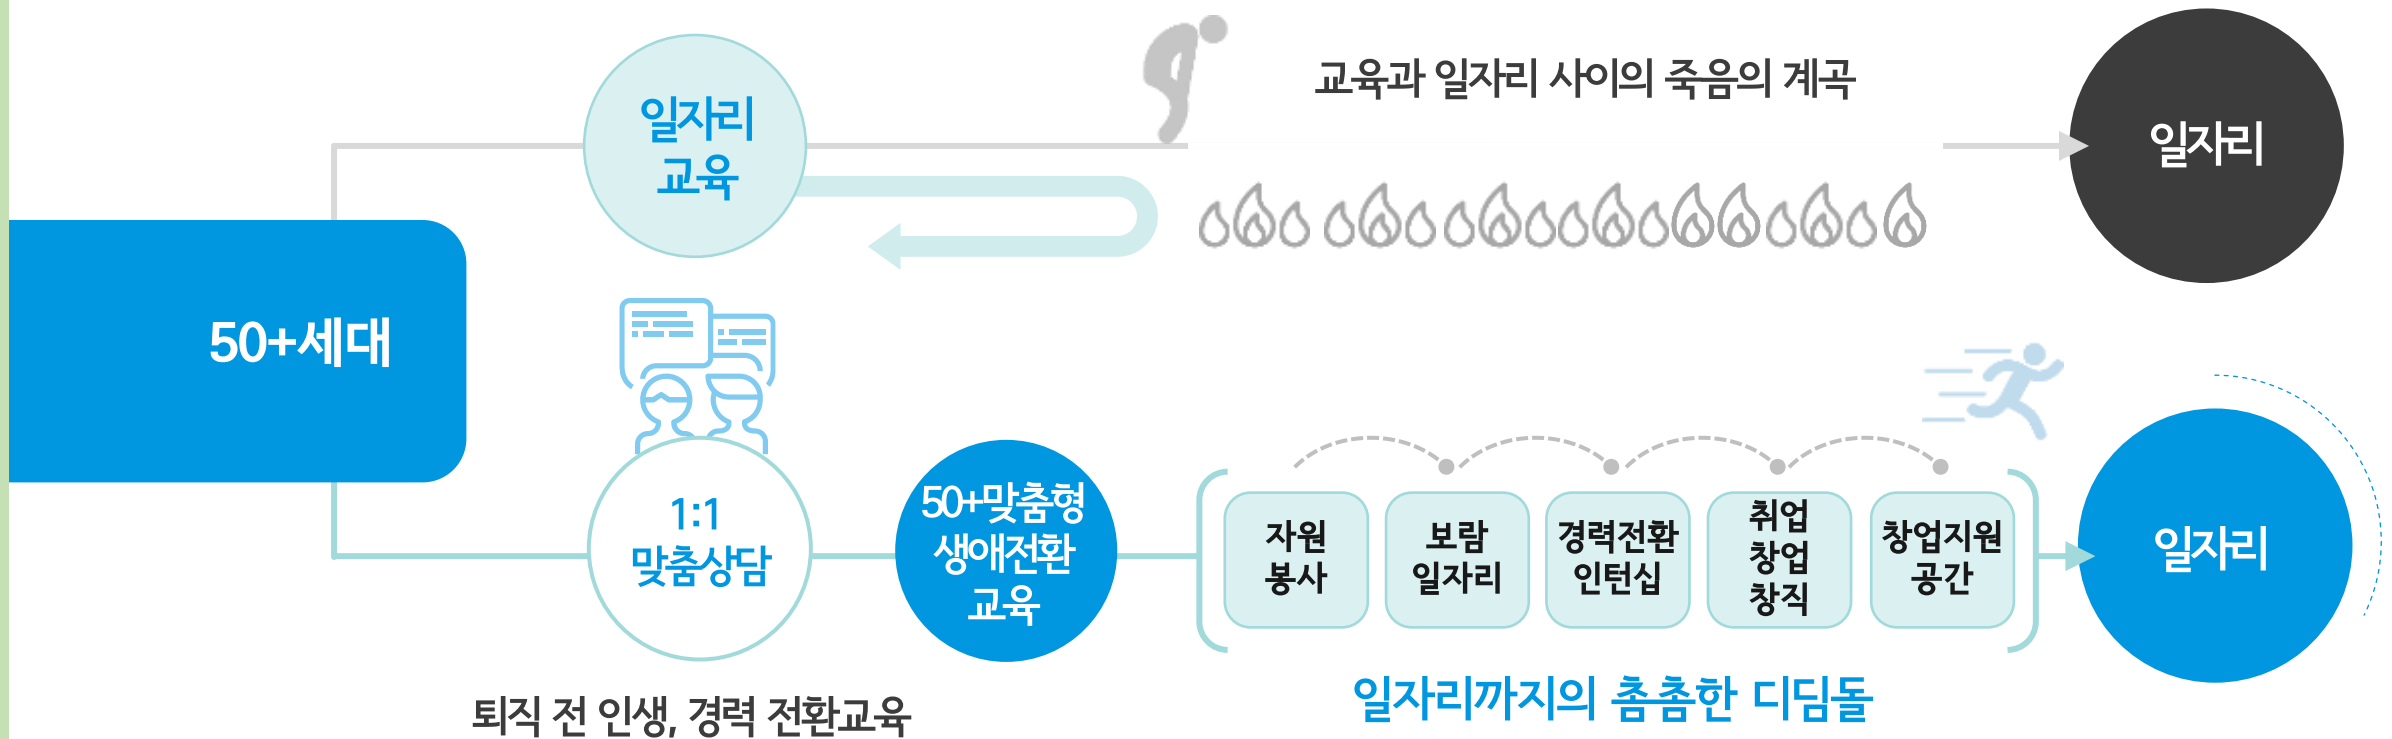 일자리
교육
교육과 일자리 사이의 죽음의 계곡
일자리
50+세대
1:1
맞춤상담
50+맞춤형
생애전환
교육
자원
봉사
보람
일자리
경력전환
인턴십
취업
창업
창직
창업지원
공간
일자리
퇴직 전 인생, 경력 전환교육
일자리까지의 촘촘한 디딤돌